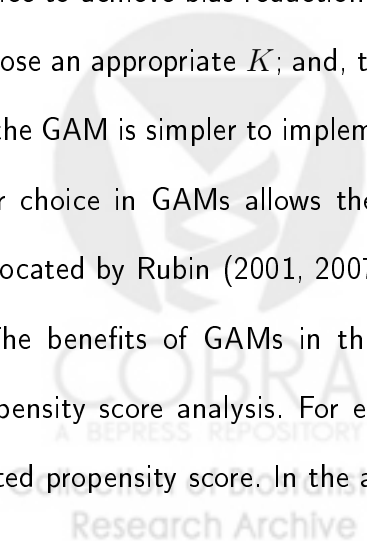 to achieve bias reduction
ose an appropriate K; and, t
the GAM is simpler to implem
r choice in GAMs allows the
ocated by Rubin (2001, 2007
he benefits of GAMs in th
COBRA
pensity score analysis. For e
A BEPRESS REPOSITORY
ted propensity score. In the a
Collection of Biostatist
Research Archive